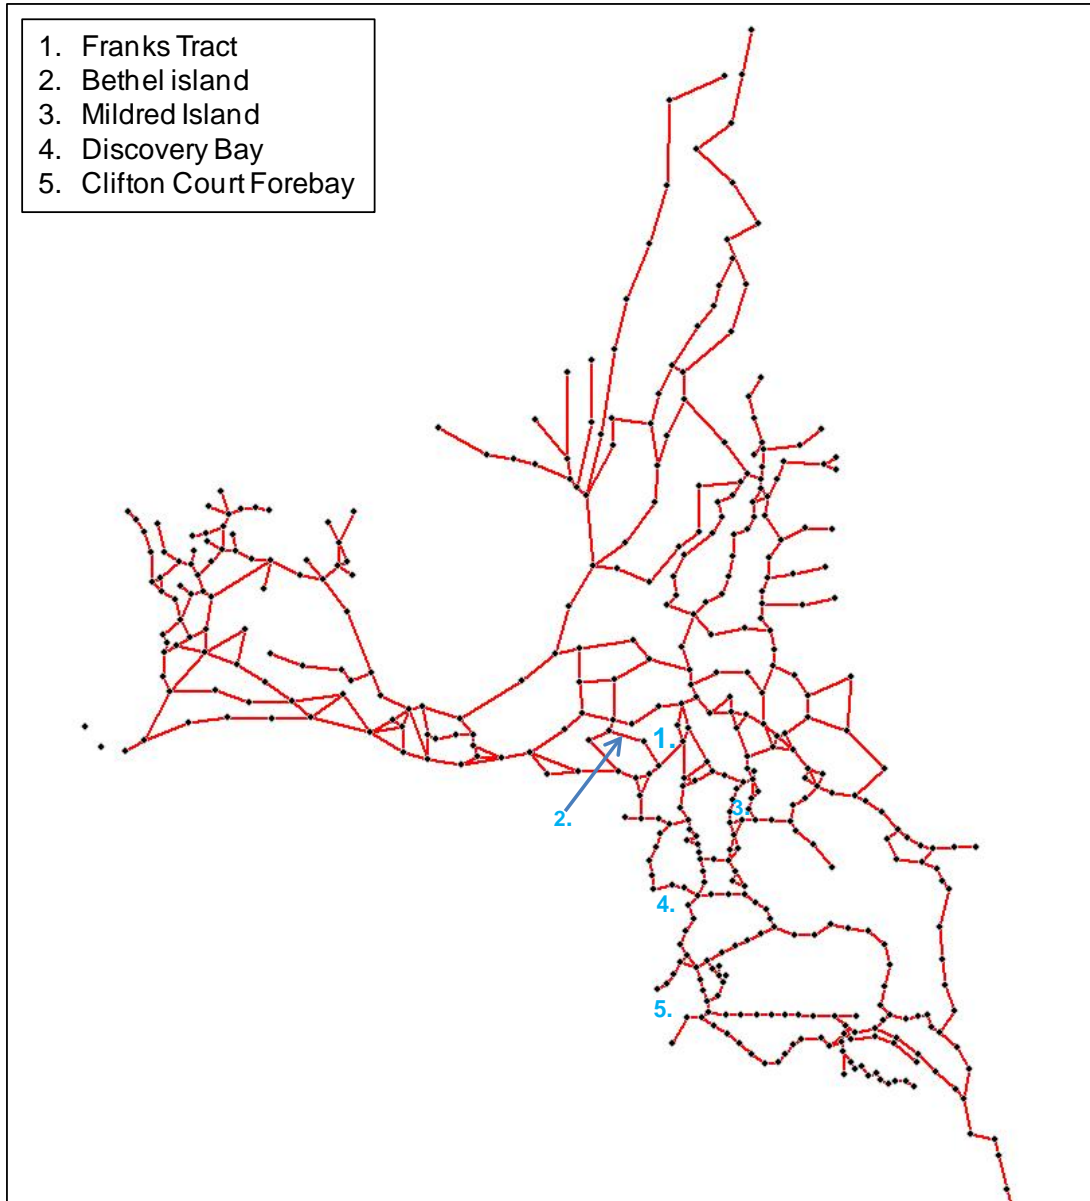 1. Franks Tract
2. Bethel island
3. Mildred Island
4. Discovery Bay
5. Clifton Court Forebay
1.
3.
2.
4.
5.